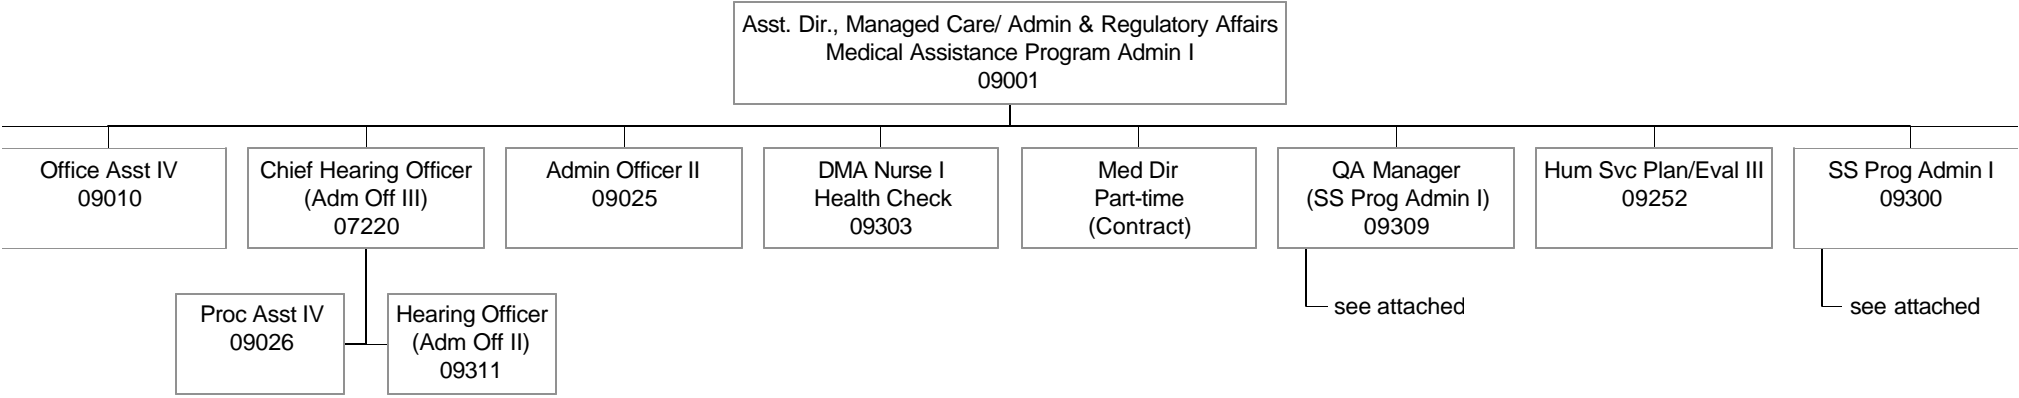 Asst. Dir., Managed Care/ Admin & Regulatory Affairs
Medical Assistance Program Admin I
09001
Office Asst IV
09010
Chief Hearing Officer
(Adm Off III)
07220
Admin Officer II
09025
DMA Nurse I
Health Check
09303
Med Dir
Part-time
(Contract)
QA Manager
(SS Prog Admin I)
09309
Hum Svc Plan/Eval III
09252
SS Prog Admin I
09300
Proc Asst IV
09026
Hearing Officer
(Adm Off II)
09311
see attached
see attached